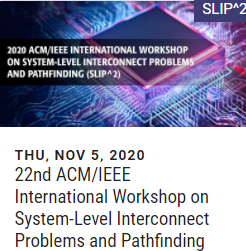 SLIP^2
2020 ACM/IEEE INTERNATIONAL WORKSHOP
ON SYSTEM-LEVEL INTERCONNECT PROBLEMS
AND PATHFINDING (SLIP^2)
THU, NOV 5, 2020
22nd ACM/IEEE
International Workshop on
System-Level Interconnect
Problems and Pathfinding